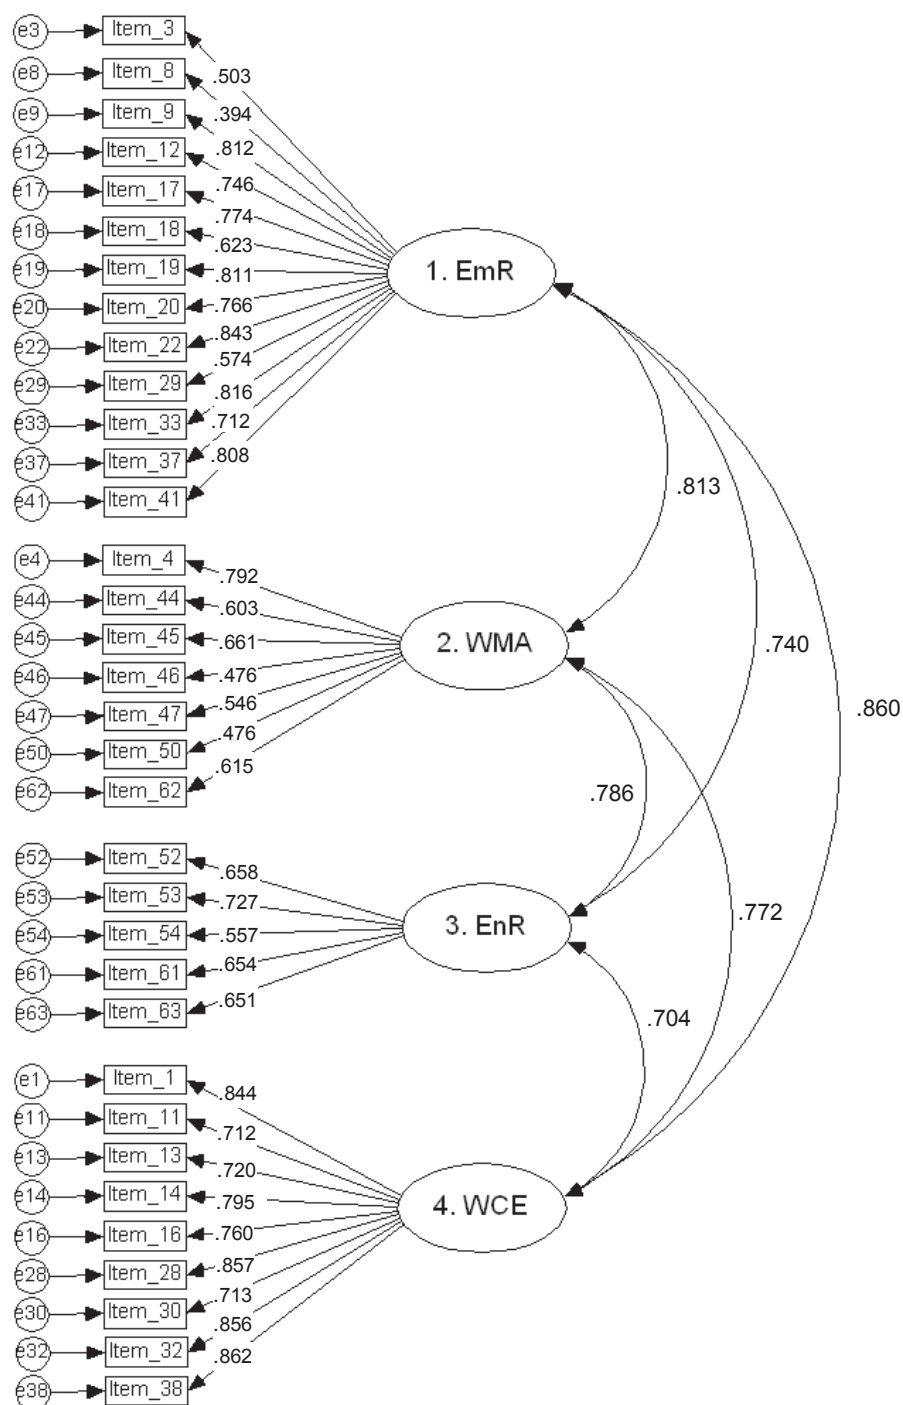 e3 Item_3 .503
e8 Item_8 .394
e9 Item_9 .812
e12 Item_12 .746
e17 Item_17 .774
e18 Item_18 .623
e19 Item_19 .811
e20 Item_20 .766
e22 Item_22 .843
e29 Item_29 .574
e33 Item_33 .816
e37 Item_37 .712
e41 Item_41 .808
1. EmR
e4 Item_4 .792
e44 Item_44 .603
e45 Item_45 .661
e46 Item_46 .476
e47 Item_47 .546
e50 Item_50 .476
e62 Item_62 .615
2. WMA
e52 Item_52 .658
e53 Item_53 .727
e54 Item_54 .557
e61 Item_61 .654
e63 Item_63 .651
3. EnR
e1 Item_1 .844
e11 Item_11 .712
e13 Item_13 .720
e14 Item_14 .795
e16 Item_16 .760
e28 Item_28 .857
e30 Item_30 .713
e32 Item_32 .856
e38 Item_38 .862
4. WCE
.813
.740
.860
.786
.772
.704